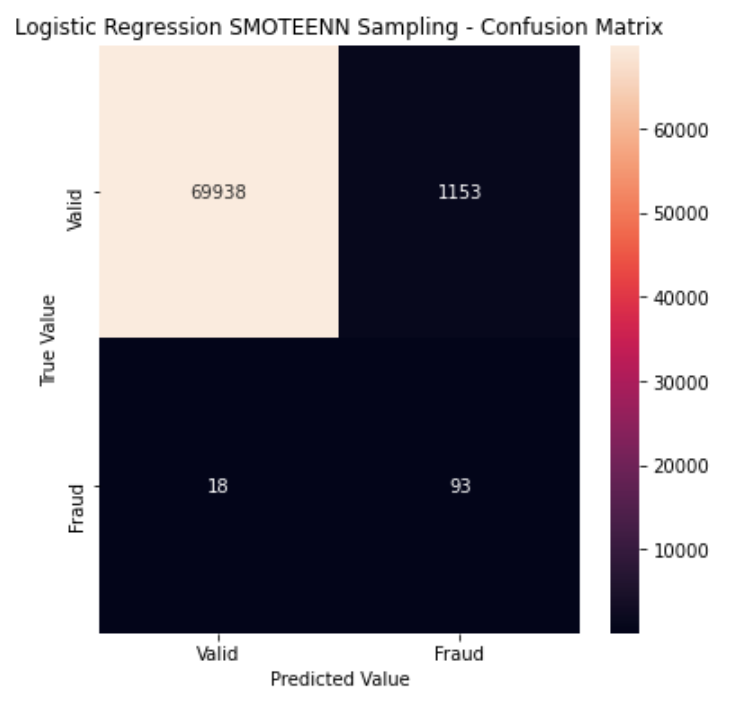 Logistic Regression SMOTEENN Sampling - Confusion Matrix
69938
1153
18
93
Valid
Fraud
True Value
Valid
Fraud
Predicted Value
60000
50000
40000
30000
20000
10000